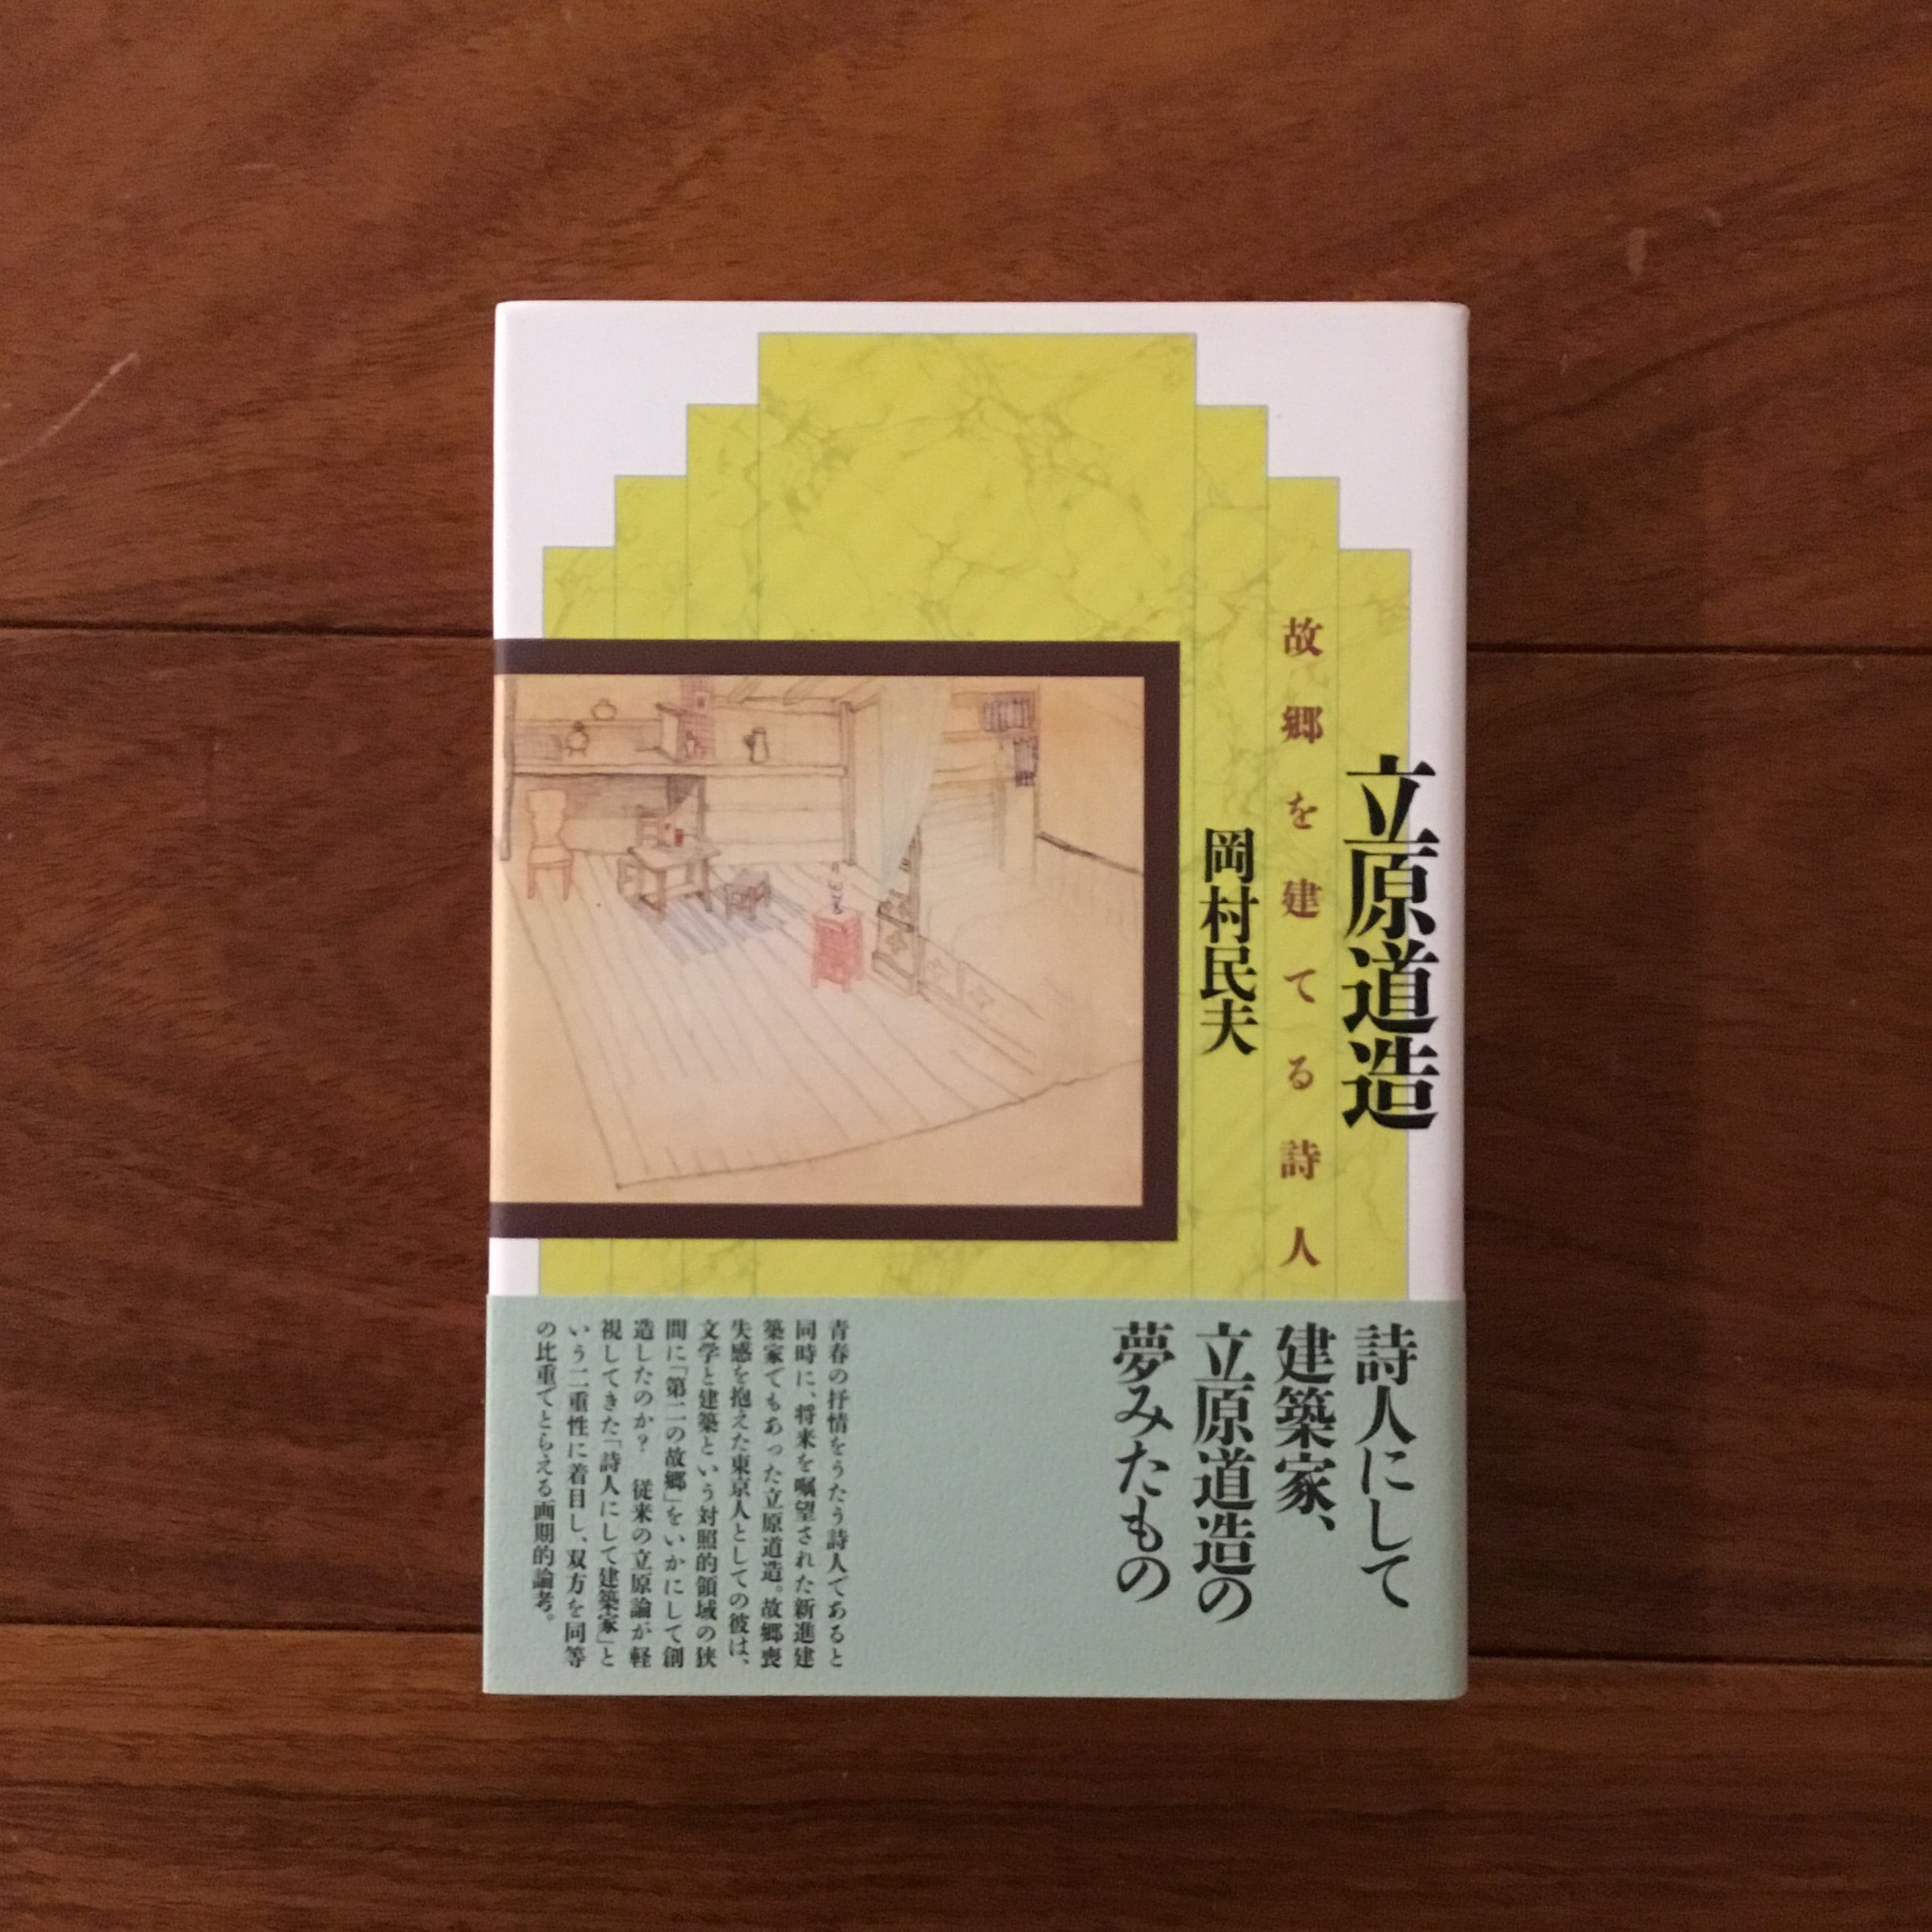 立原道造
故郷を建てる詩人
岡村民夫
詩人にして
建築家、
立原道造の
夢みたもの
青春の抒情をうたう詩人であると
同時に、将来を嘱望された新進建
築家でもあった立原道造。故郷喪
失感を抱えた東京人としての彼は、
文学と建築という対照的領域の狭
間に「第二の故郷」をいかにして創
造したのか？　従来の立原論が軽
視してきた「詩人にして建築家」と
いう二重性に着目し、双方を同等
の比重でとらえる画期的論考。